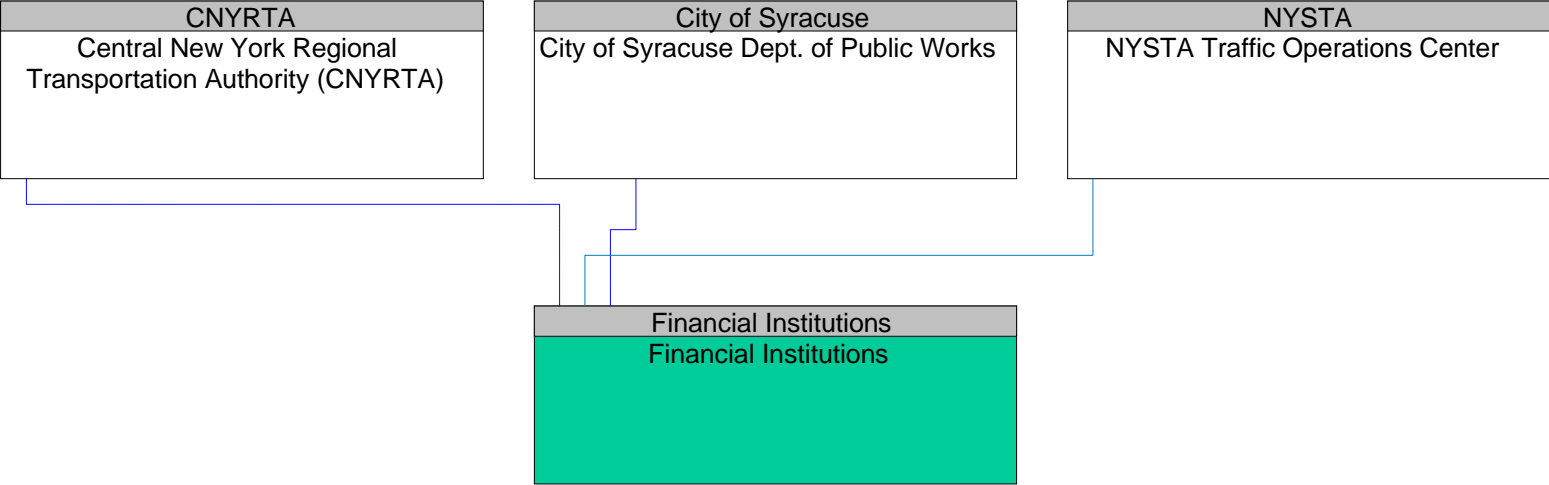 CNYRTA
Central New York Regional
Transportation Authority (CNYRTA)
City of Syracuse
City of Syracuse Dept. of Public Works
NYSTA
NYSTA Traffic Operations Center
Financial Institutions
Financial Institutions